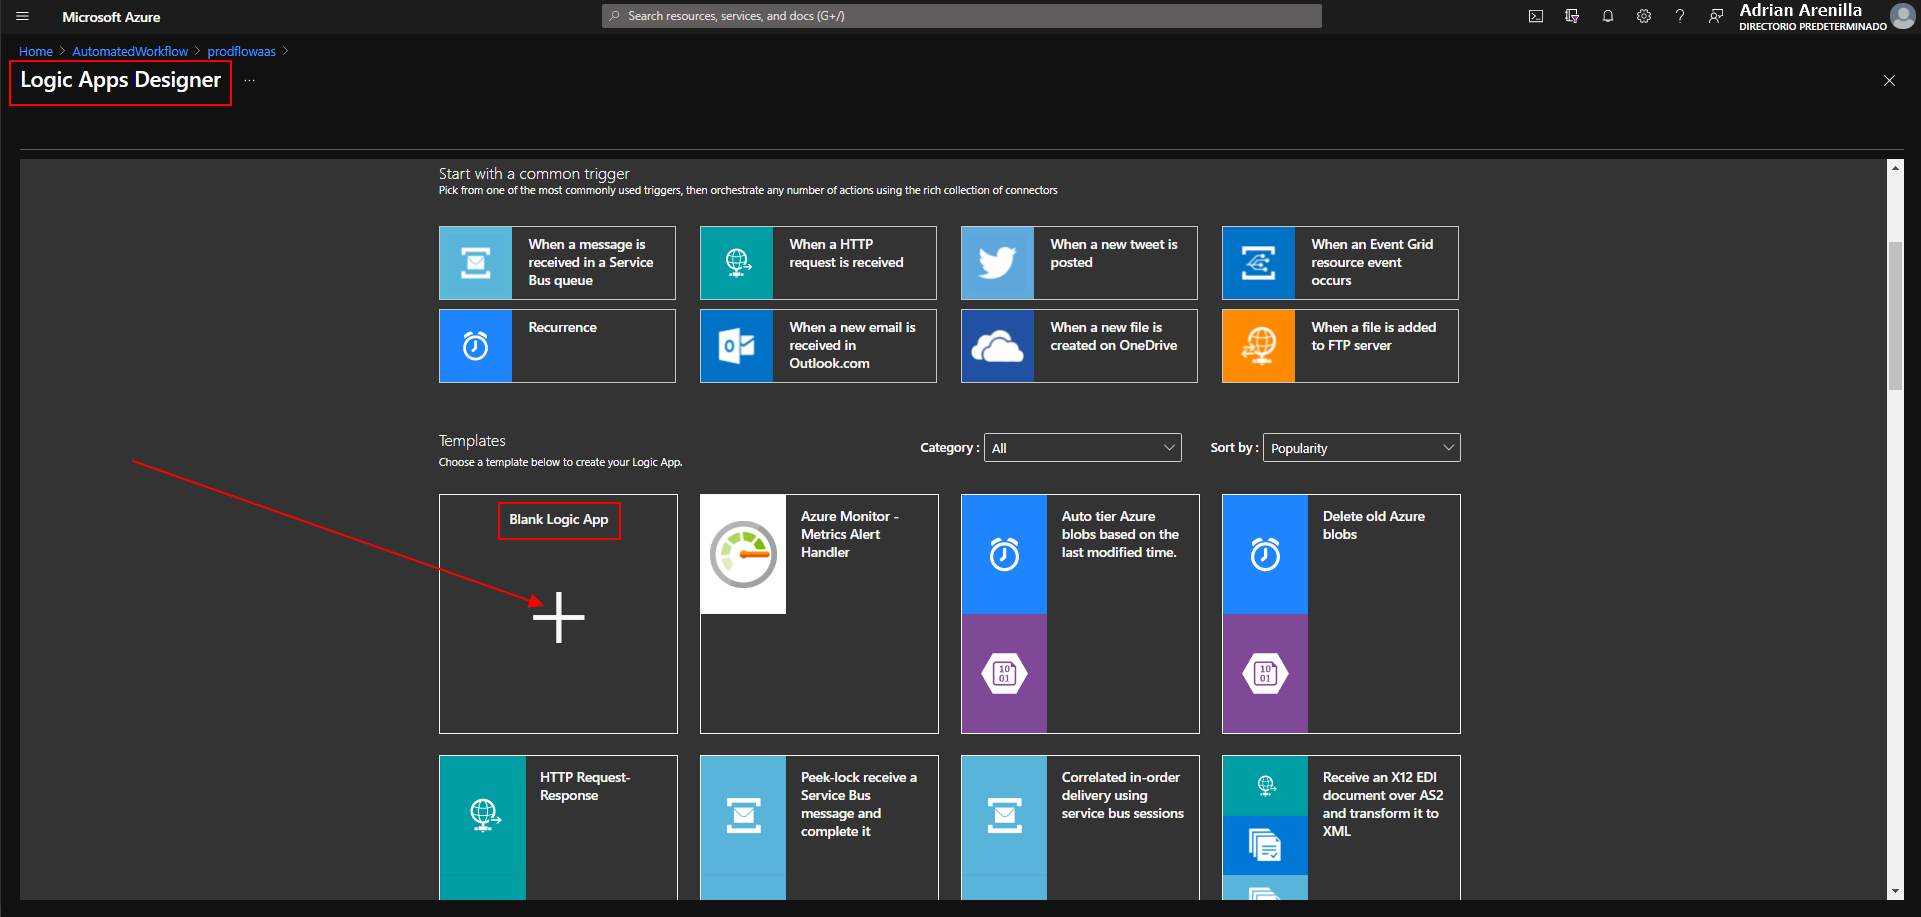 Microsoft Azure
Search resources, services, and docs (G+/)
Adrian Arenilla
DIRECTORIO PREDETERMINADO
Home > AutomatedWorkflow > prodflowaas >
Logic Apps Designer ...
Start with a common trigger
Pick from one of the most commonly used triggers, then orchestrate any number of actions using the rich collection of connectors
When a message is
received in a Service
Bus queue
When a HTTP
request is received
When a new tweet is
posted
When an Event Grid
resource event
occurs
Recurrence
When a new email is
received in
Outlook.com
When a new file is
created on OneDrive
When a file is added
to FTP server
Templates
Choose a template below to create your Logic App.
Category : All
Sort by : Popularity
Blank Logic App
Azure Monitor -
Metrics Alert
Handler
Auto tier Azure
blobs based on the
last modified time.
10
01
Delete old Azure
blobs
10
01
HTTP Request-
Response
Peek-lock receive a
Service Bus
message and
complete it
Correlated in-order
delivery using
service bus sessions
Receive an X12 EDI
document over AS2
and transform it to
XML